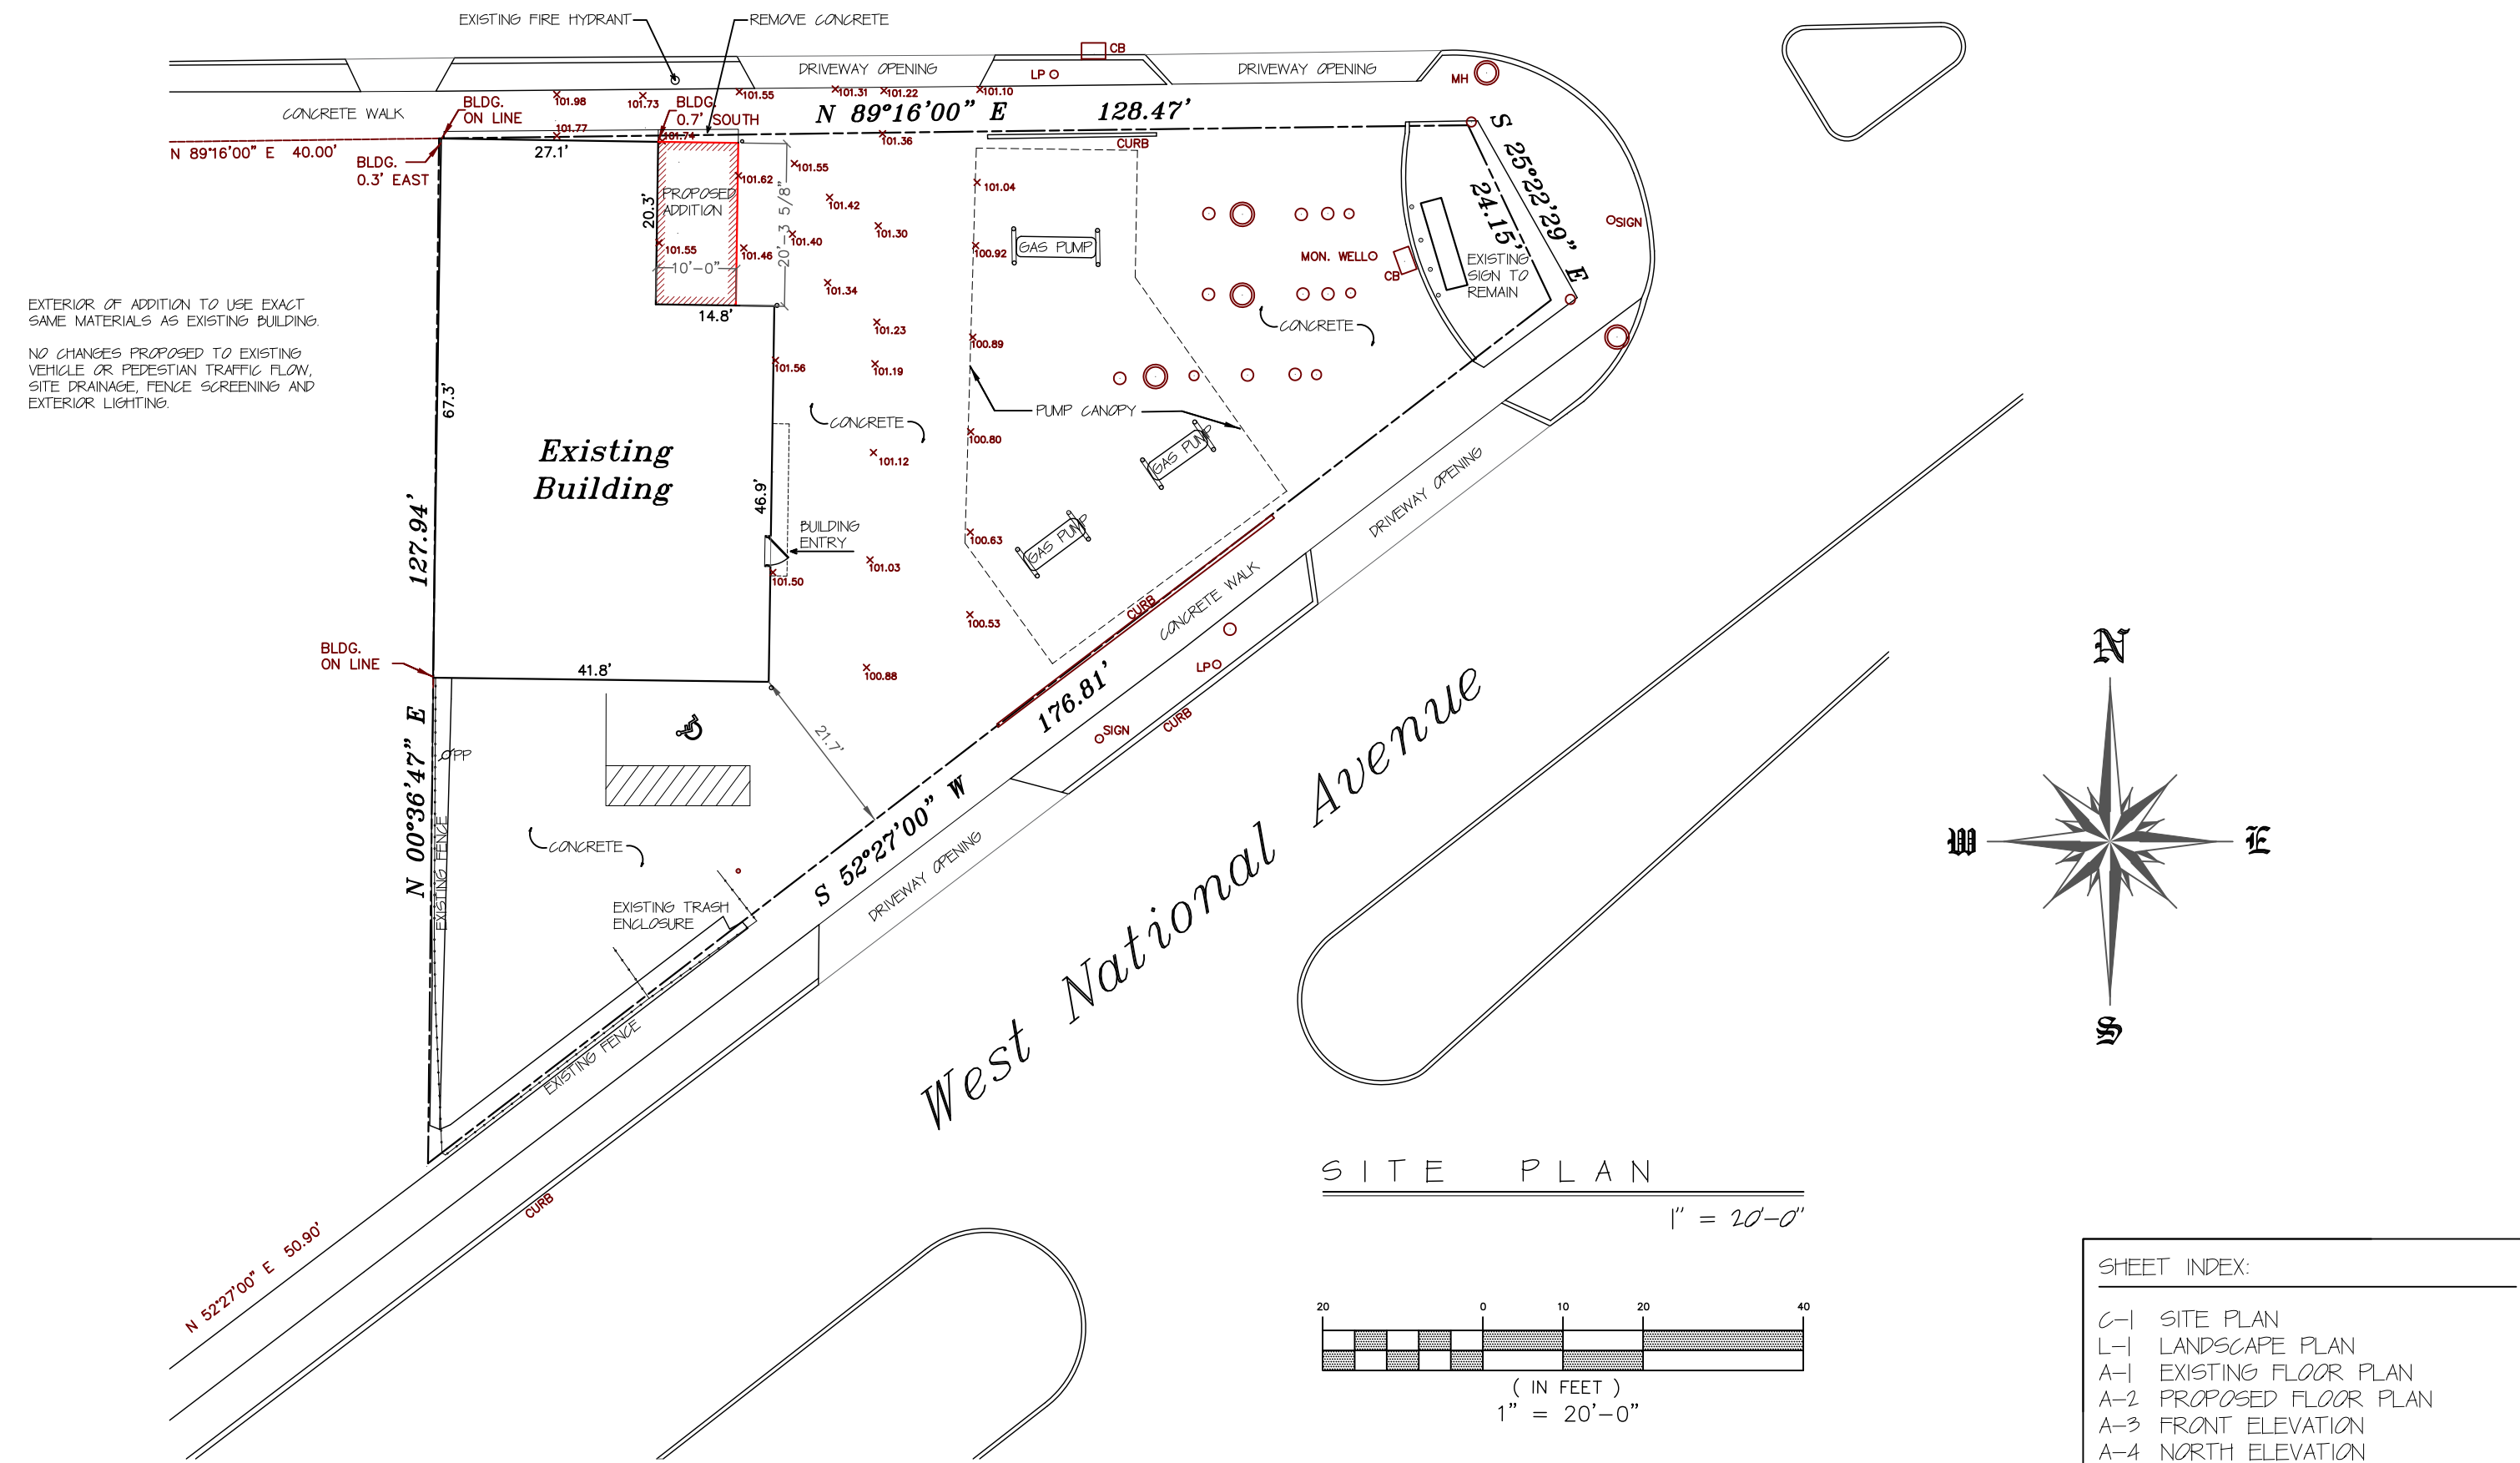 EXISTING FIRE HYDRANT
REMOVE CONCRETE
CB
DRIVEWAY OPENING
LP
DRIVEWAY OPENING
MH
CONCRETE WALK
BLDG.
ON LINE
101.98
101.73
BLDG.
0.7' SOUTH
101.55
101.31
101.22
101.10
N 89°16'00" E 128.47'
101.77
101.74
101.36
CURB
N 89°16'00" E 40.00'
BLDG.
0.3' EAST
27.1'
101.55
101.62
101.04
S 25°22'29" E
24.15'
20.3'
PROPOSED
ADDITION
20'-3 5/8"
101.42
101.30
SIGN
101.55
101.46
101.40
100.92
GAS PUMP
MON. WELL
CB
EXISTING
SIGN TO
REMAIN
10'-0"
101.34
14.8'
EXTERIOR OF ADDITION TO USE EXACT
SAME MATERIALS AS EXISTING BUILDING.
NO CHANGES PROPOSED TO EXISTING
VEHICLE OR PEDESTIAN TRAFFIC FLOW,
SITE DRAINAGE, FENCE SCREENING AND
EXTERIOR LIGHTING.
101.23
100.89
CONCRETE
101.56
101.19
67.3'
PUMP CANOPY
CONCRETE
100.80
Existing
Building
101.12
GAS PUMP
DRIVEWAY OPENING
46.9'
127.94'
BUILDING
ENTRY
100.63
GAS PUMP
101.03
101.50
100.53
CURB
CONCRETE WALK
BLDG.
ON LINE
41.8'
100.88
LP
176.81'
SIGN
CURB
21.7'
N 00°36'47" E
PP
EXISTING FENCE
CONCRETE
S 52°27'00" W
DRIVEWAY OPENING
EXISTING TRASH
ENCLOSURE
EXISTING FENCE
West National Avenue
CURB
N 52°27'00" E 50.90'
N
W
E
S
SITE PLAN
1" = 20'-0"
20 0 10 20 40
( IN FEET )
1" = 20'-0"
SHEET INDEX:
C-1 SITE PLAN
L-1 LANDSCAPE PLAN
A-1 EXISTING FLOOR PLAN
A-2 PROPOSED FLOOR PLAN
A-3 FRONT ELEVATION
A-4 NORTH ELEVATION